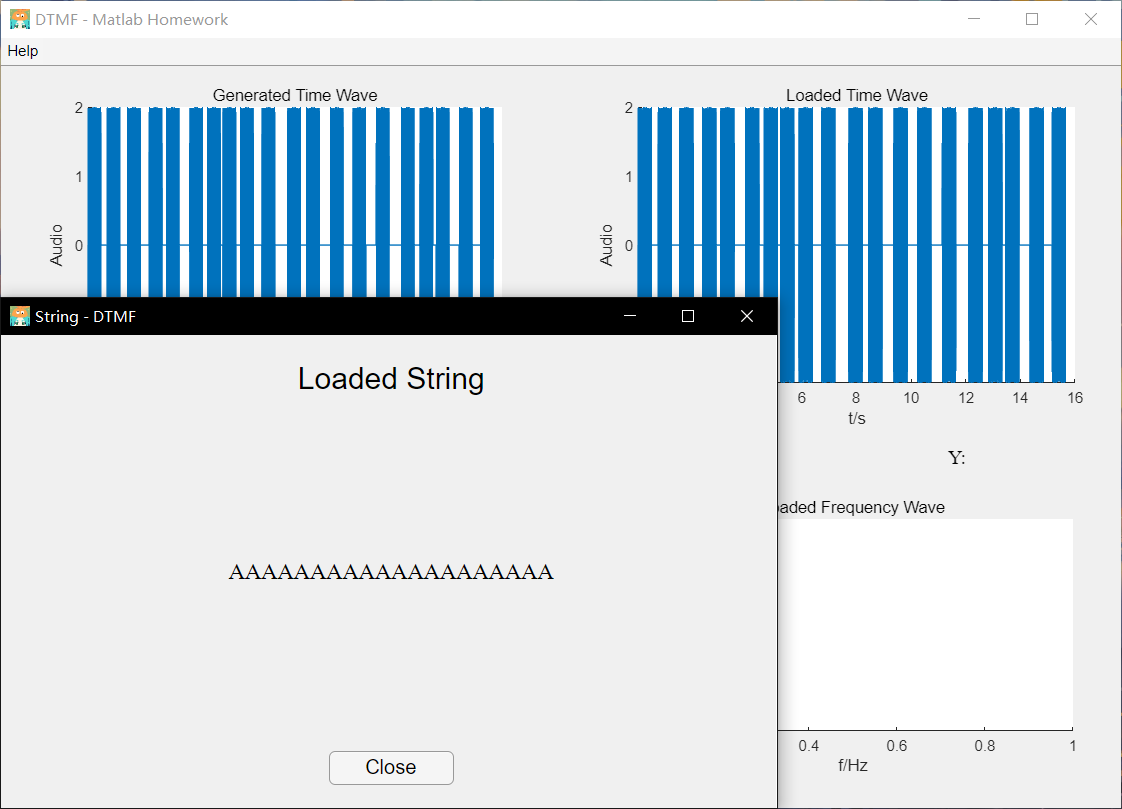 DTMF - Matlab Homework
Help
Generated Time Wave
2
1
0
Audio
Loaded Time Wave
2
1
0
Audio
6 8 10 12 14 16
t/s
Y:
String - DTMF
Loaded String
AAAAAAAAAAAAAAAAAAAA
Close
aded Frequency Wave
0.4 0.6 0.8 1
f/Hz